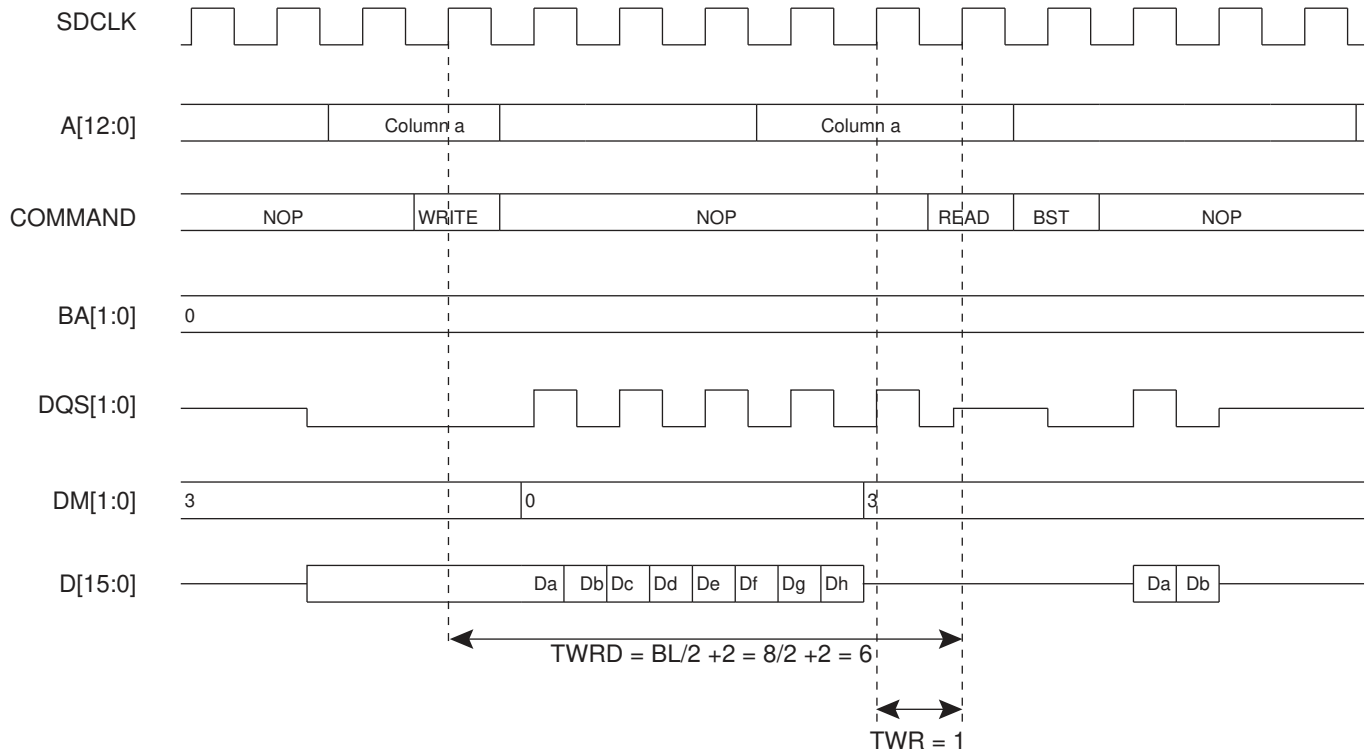 SDCLK
A[12:0] Column a Column a
COMMAND NOP WRITE NOP READ BST NOP
BA[1:0] 0
DQS[1:0]
DM[1:0] 3 0 3
D[15:0] Da Db Dc Dd De Df Dg Dh Da Db
TWRD = BL/2 +2 = 8/2 +2 = 6
TWR = 1